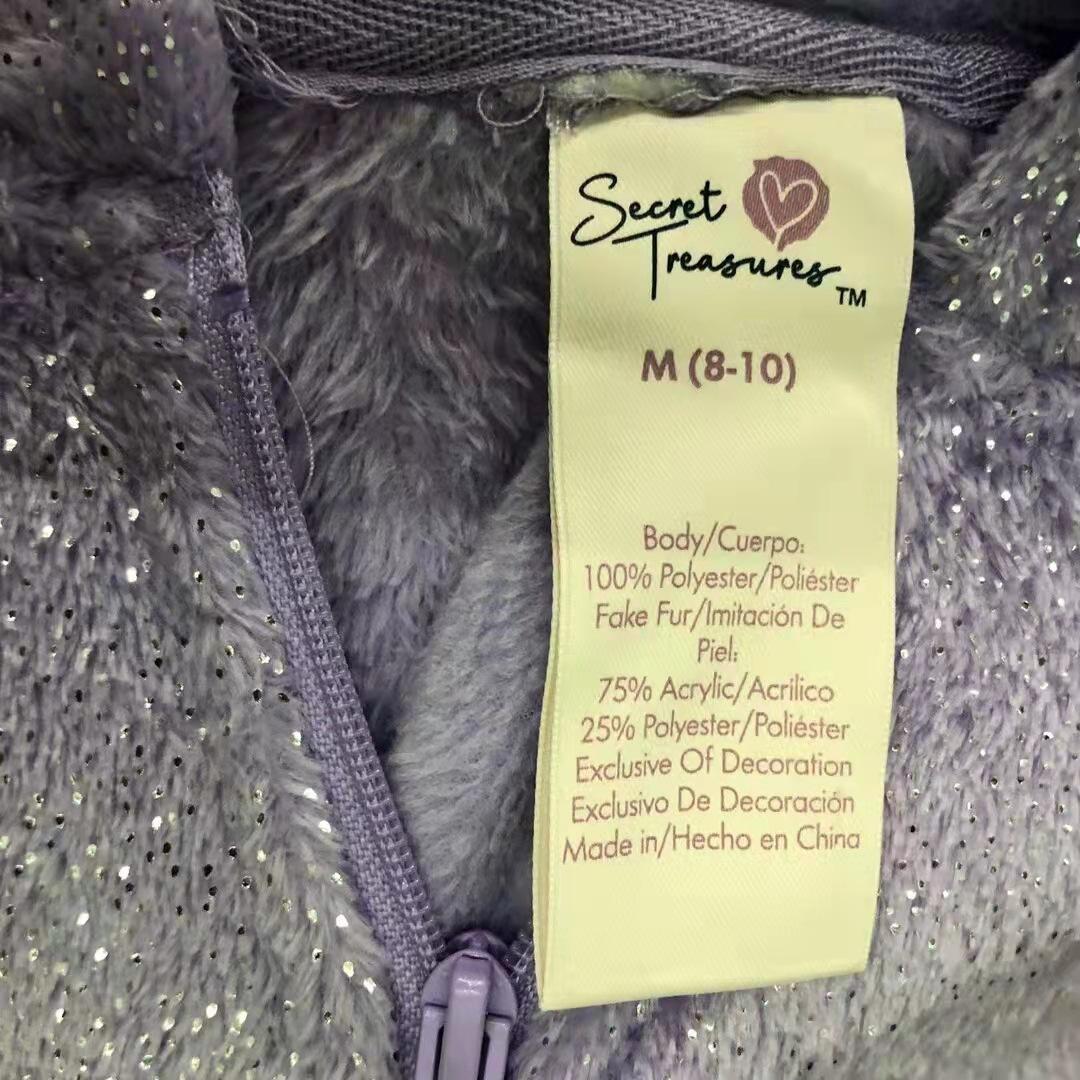 Secret
Treasures
TM
M (8-10)
Body/Cuerpo:
100% Polyester/Poliéster
Fake Fur/Imitación De
Piel:
75% Acrylic/Acrilico
25% Polyester/Poliéster
Exclusive Of Decoration
Exclusivo De Decoración
Made in/Hecho en China